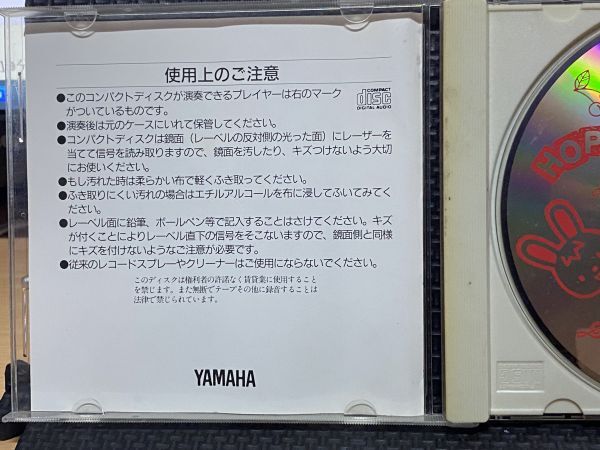 使用上のご注意
●このコンパクトディスクが演奏できるプレイヤーは右のマーク
がついているものです。
COMPACT
disc
DIGITAL AUDIO
●演奏後は元のケースにいれて保管してください。
●コンパクトディスクは鏡面（レーベルの反対側の光った面）にレーザーを
当てて信号を読み取りますので、鏡面を汚したり、キズつけないよう大切
にお使いください。
●もし汚れた時は柔らかい布で軽くふき取ってください。
●ふき取りにくい汚れの場合はエチルアルコールを布に浸してふいてみてく
ださい。
●レーベル面に鉛筆、ボールペン等で記入することはさけてください。キズ
が付くことによりレーベル直下の信号をそこないますので、鏡面側と同様
にキズを付けないようなご注意が必要です。
●従来のレコードスプレーやクリーナーはご使用にならないでください。
このディスクは権利者の許諾なく賃貸業に使用すること
を禁じます。また無断でテープその他に録音することは
法律で禁じられています。
YAMAHA
HOP